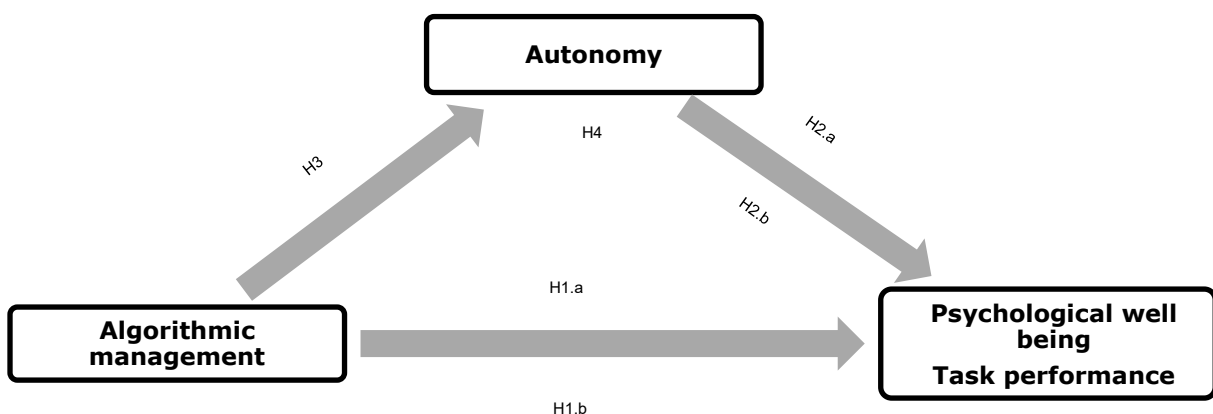 Autonomy
H4
H2.a
H3
H2.b
H1.a
Algorithmic
management
Psychological well
being
Task performance
H1.b